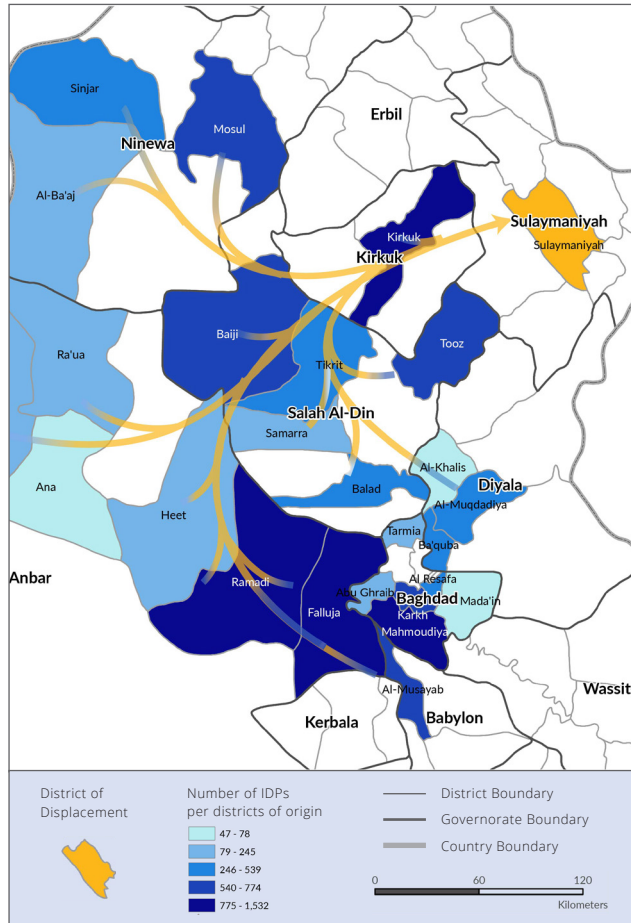 Sinjar
Mosul
Ninewa
Erbil
Al-Ba'aj
Sulaymaniyah
Kirkuk
Sulaymaniyah
Kirkuk
Baiji
Tooz
Ra'ua
Tikrit
Salah Al-Din
Samarra
Al-Khalis
Ana
Balad
Diyala
Heet
Al-Muqdadiya
Tarmia
Ba'quba
Anbar
Ramadi
Al Resafa
Abu Ghraib
Baghdad
Mada'in
Falluja
Karkh
Mahmoudiya
Al-Musayab
Wassit
Kerbala
Babylon
District of
Displacement
Number of IDPs
per districts of origin
47 - 78
79 - 245
246 - 539
540 - 774
775 - 1,532
District Boundary
Governorate Boundary
Country Boundary
0 60 120
Kilometers